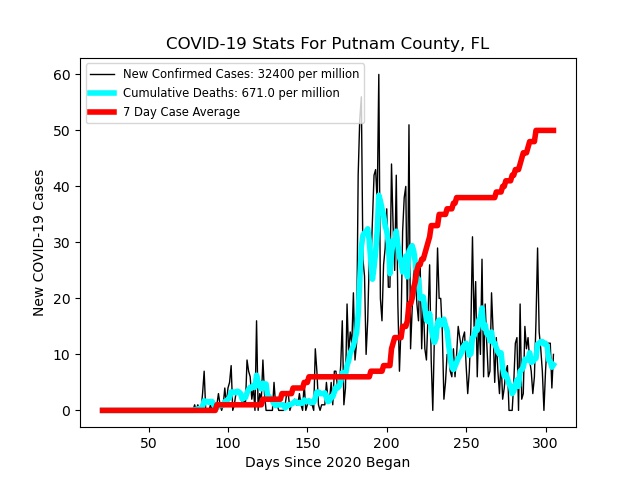 COVID-19 Stats For Putnam County, FL
New Confirmed Cases: 32400 per million
Cumulative Deaths: 671.0 per million
7 Day Case Average
New COVID-19 Cases
60
50
40
30
20
10
0
50 100 150 200 250 300
Days Since 2020 Began